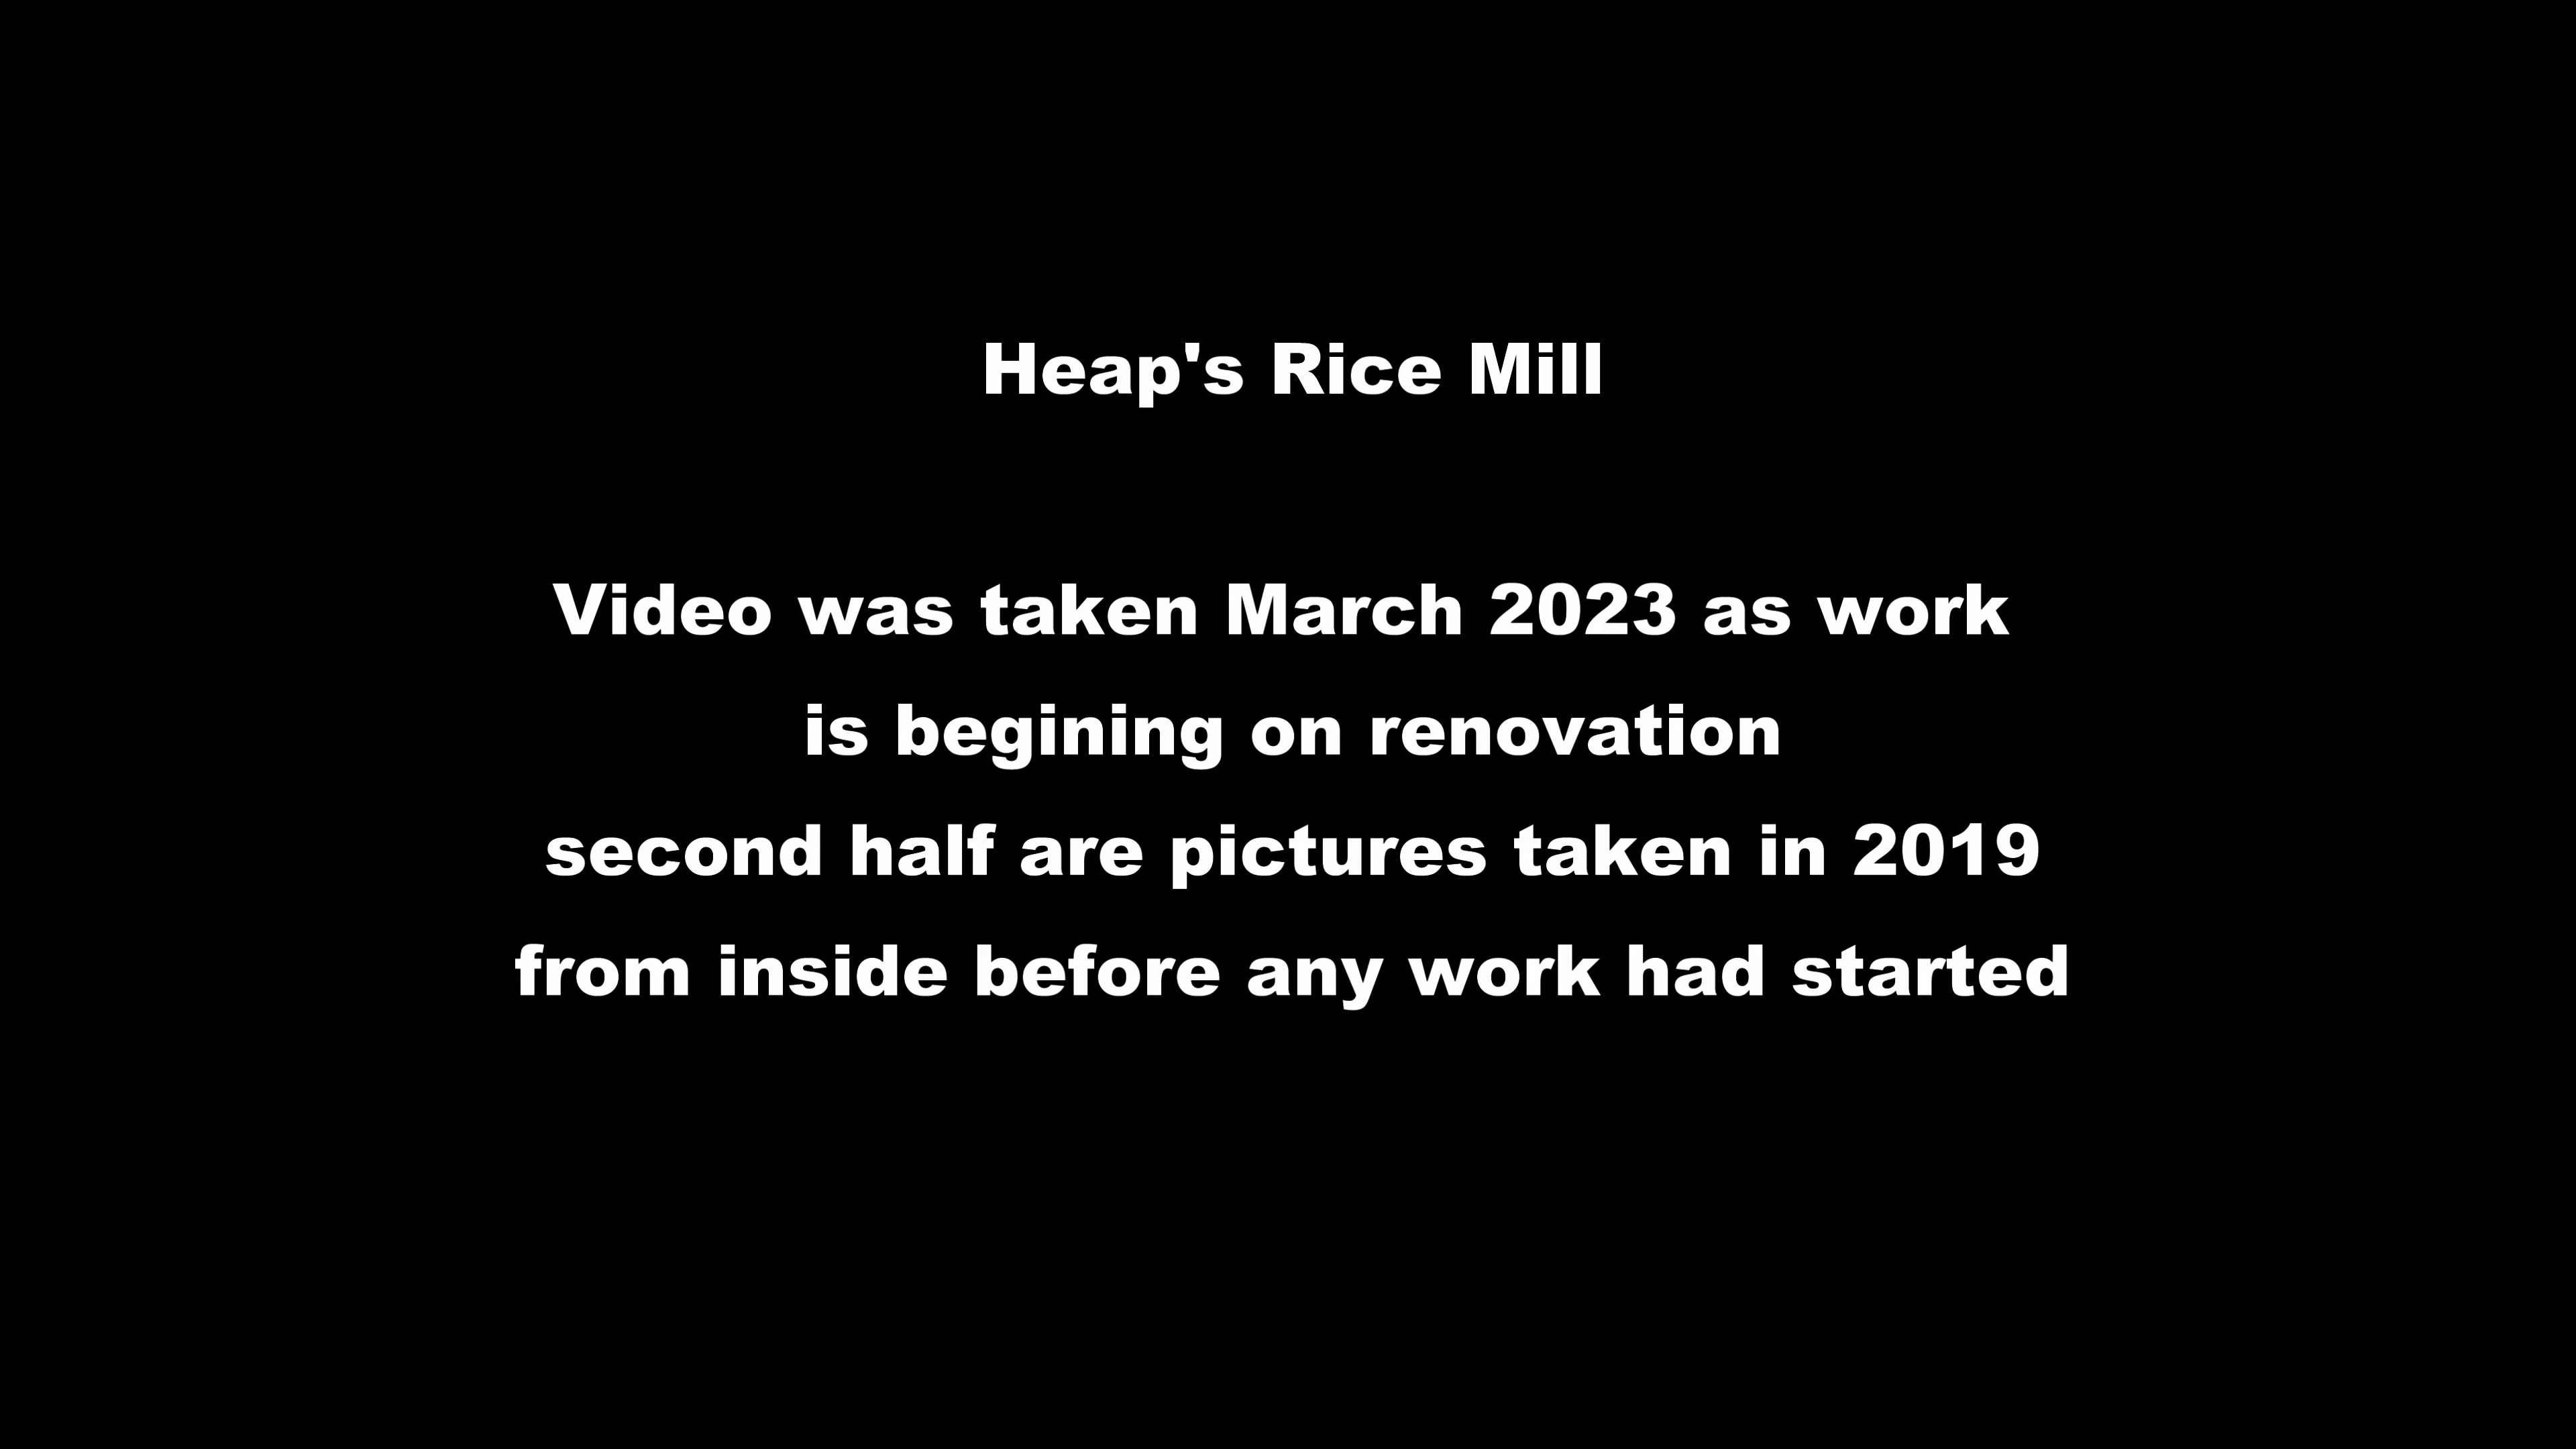 Heap's Rice Mill
Video was taken March 2023 as work
is begining on renovation
second half are pictures taken in 2019
from inside before any work had started